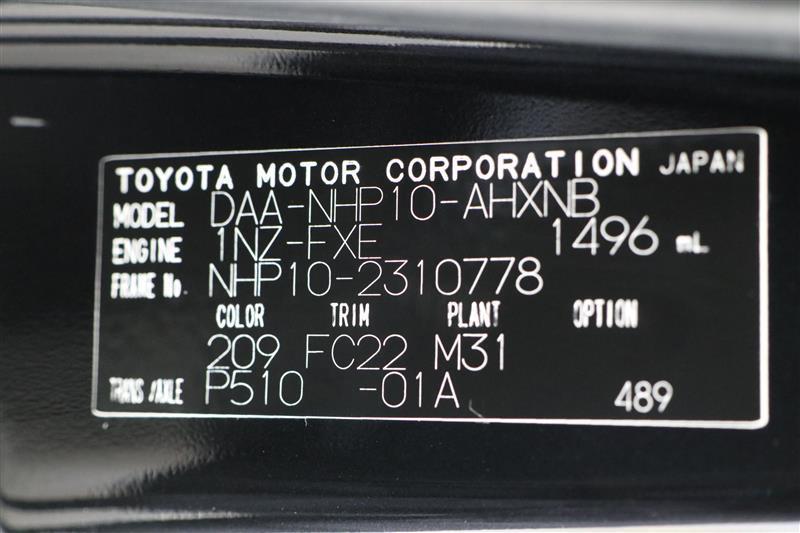 TOYOTA MOTOR CORPORATION JAPAN
MODEL DAA-NHP10-AHXNB
ENGINE 1NZ-FXE 1496 mL
FRAME No. NHP10-2310778
COLOR TRIM PLANT OPTION
209 FC22 M31
TRANS/AXLE P510 -01A 489